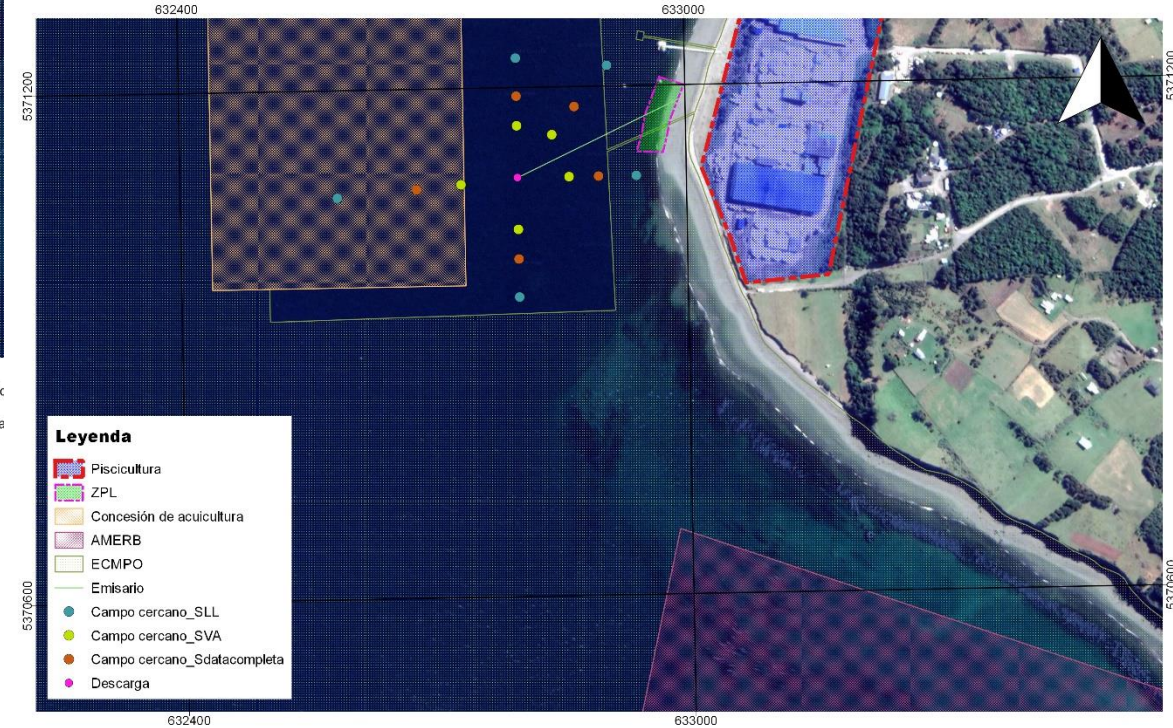 632400
633000
5371200
5371200
Leyenda
Piscicultura
ZPL
Concesión de acuicultura
AMERB
ECMPO
Emisario
Campo cercano_SLL
Campo cercano_SVA
Campo cercano_Sdatacompleta
Descarga
5370600
5370600
632400
633000